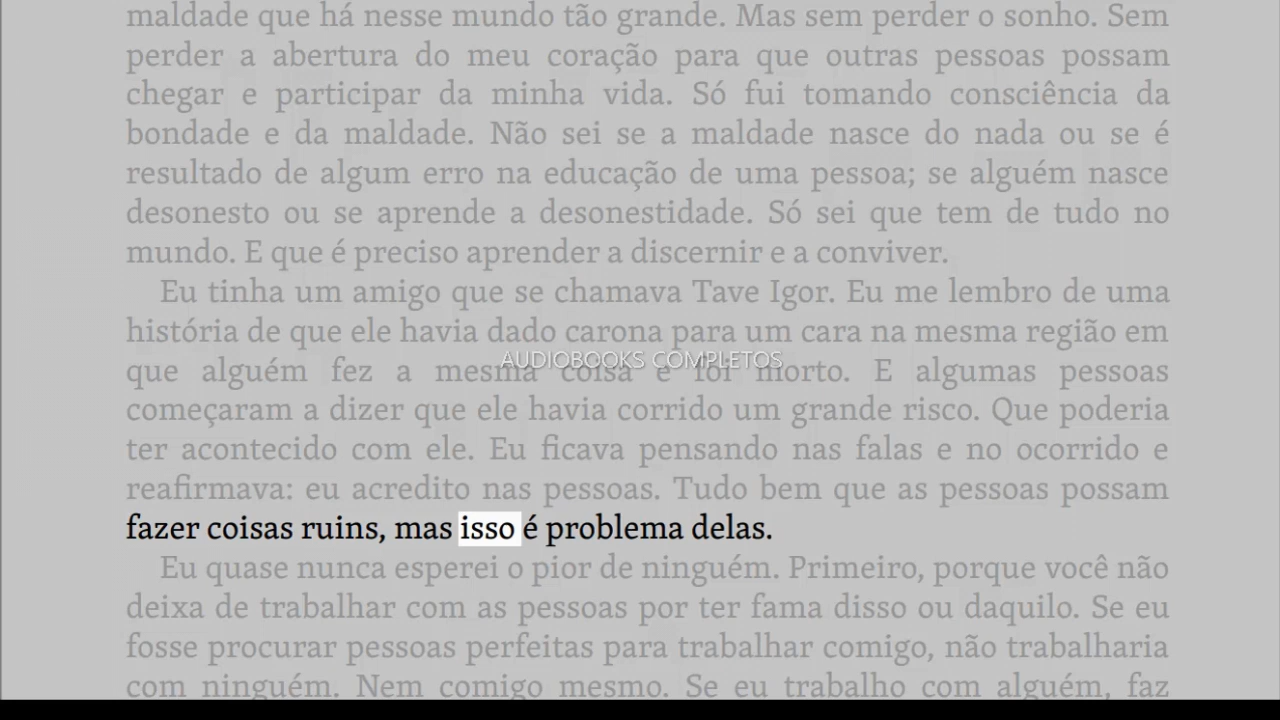 maldade que há nesse mundo tão grande. Mas sem perder o sonho. Sem
perder a abertura do meu coração para que outras pessoas possam
chegar e participar da minha vida. Só fui tomando consciência da
bondade e da maldade. Não sei se a maldade nasce do nada ou se é
resultado de algum erro na educação de uma pessoa; se alguém nasce
desonesto ou se aprende a desonestidade. Só sei que tem de tudo no
mundo. E que é preciso aprender a discernir e a conviver.
Eu tinha um amigo que se chamava Tave Igor. Eu me lembro de uma
história de que ele havia dado carona para um cara na mesma região em
AUDIOBOOKS COMPLETOS
que alguém fez a mesma coisa e foi morto. E algumas pessoas
começaram a dizer que ele havia corrido um grande risco. Que poderia
ter acontecido com ele. Eu ficava pensando nas falas e no ocorrido e
reafirmava: eu acredito nas pessoas. Tudo bem que as pessoas possam
fazer coisas ruins, mas isso é problema delas.
Eu quase nunca esperei o pior de ninguém. Primeiro, porque você não
deixa de trabalhar com as pessoas por ter fama disso ou daquilo. Se eu
fosse procurar pessoas perfeitas para trabalhar comigo, não trabalharia
com ninguém. Nem comigo mesmo. Se eu trabalho com alguém, faz